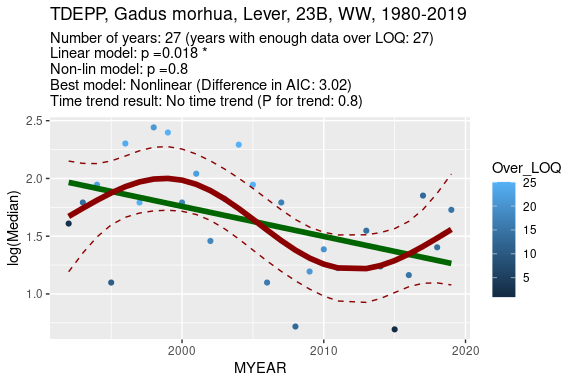 TDEPP, Gadus morhua, Lever, 23B, WW, 1980-2019
Number of years: 27 (years with enough data over LOQ: 27)
Linear model: p =0.018 *
Non-lin model: p =0.8
Best model: Nonlinear (Difference in AIC: 3.02)
Time trend result: No time trend (P for trend: 0.8)
2.5
2.0
1.5
1.0
log(Median)
2000
2010
2020
MYEAR
Over_LOQ
25
20
15
10
5